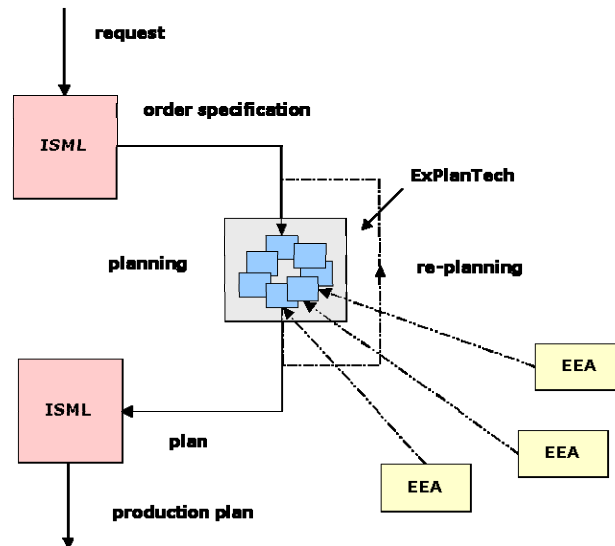 request
order specification
ISML
ExPlanTech
planning
re-planning
EEA
ISML
plan
EEA
EEA
production plan